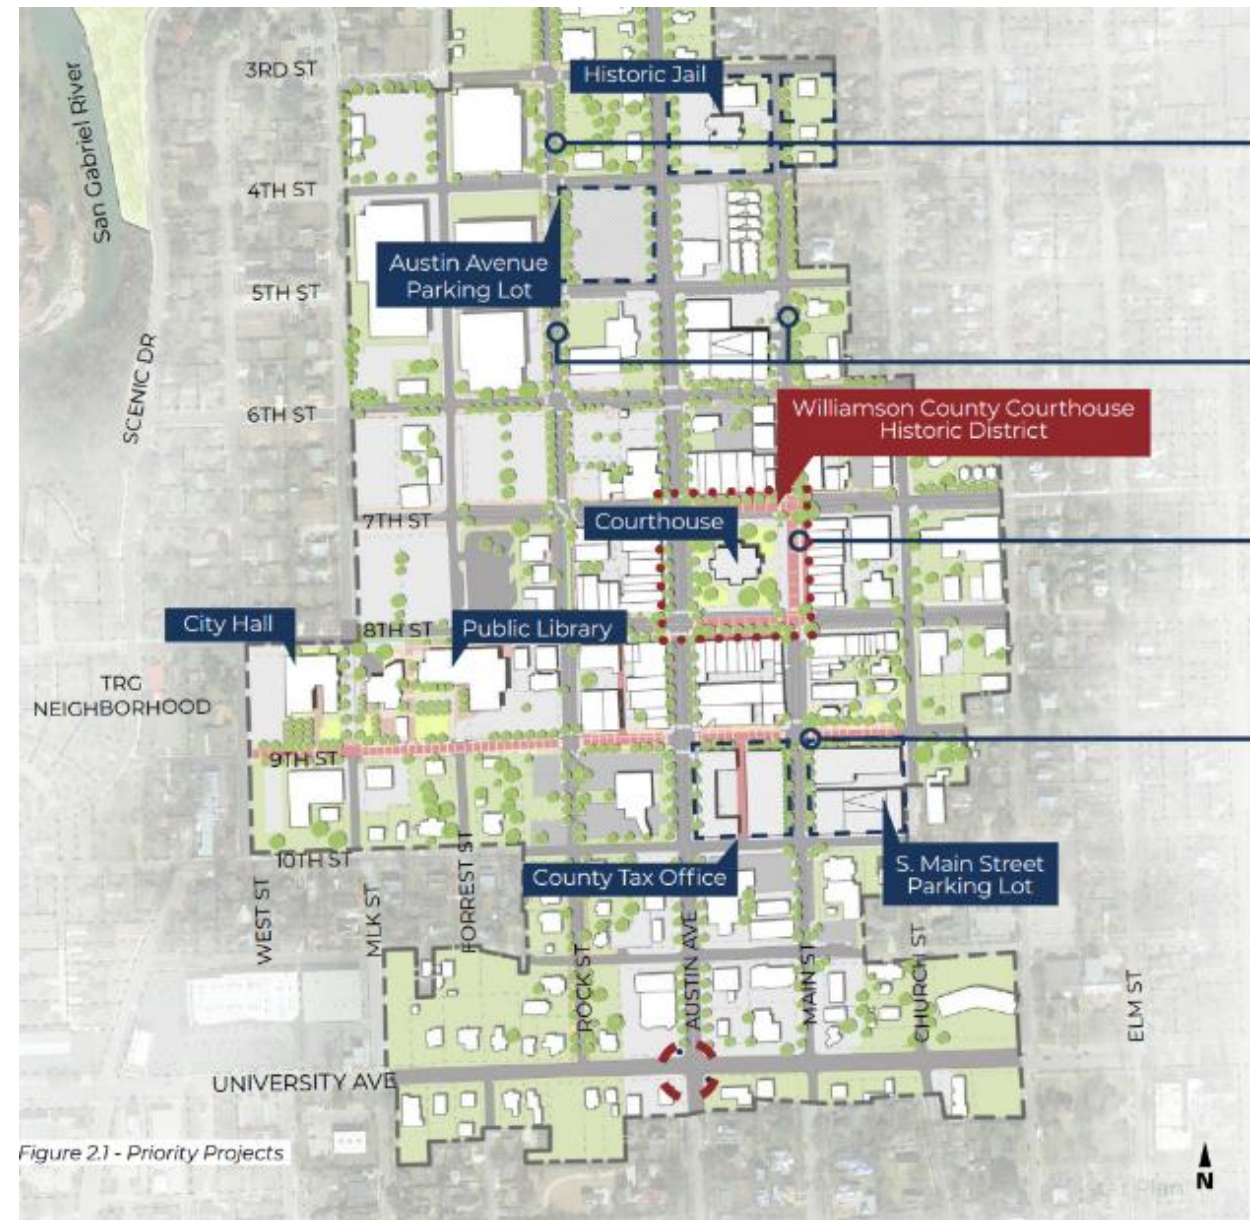 3RD ST
Historic Jail
San Gabriel River
4TH ST
Austin Avenue
Parking Lot
5TH ST
SCENIC DR
6TH ST
Williamson County Courthouse
Historic District
7TH ST
Courthouse
City Hall
8TH ST
Public Library
TRG
NEIGHBORHOOD
9TH ST
10TH ST
County Tax Office
S. Main Street
Parking Lot
WEST ST
MLK ST
FORREST ST
ROCK ST
AUSTIN AVE
MAIN ST
CHURCH ST
ELM ST
UNIVERSITY AVE
Figure 2.1 - Priority Projects
Plan
N